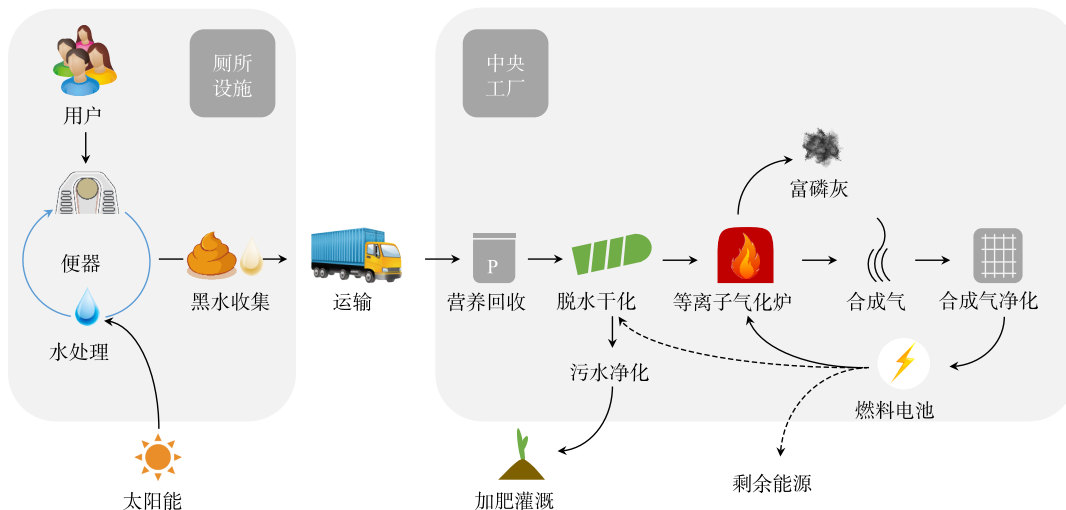 厕所
设施
用户
便器
水处理
太阳能
黑水收集
运输
中央
工厂
P
营养回收
脱水干化
等离子气化炉
富磷灰
合成气
合成气净化
污水净化
燃料电池
加肥灌溉
剩余能源